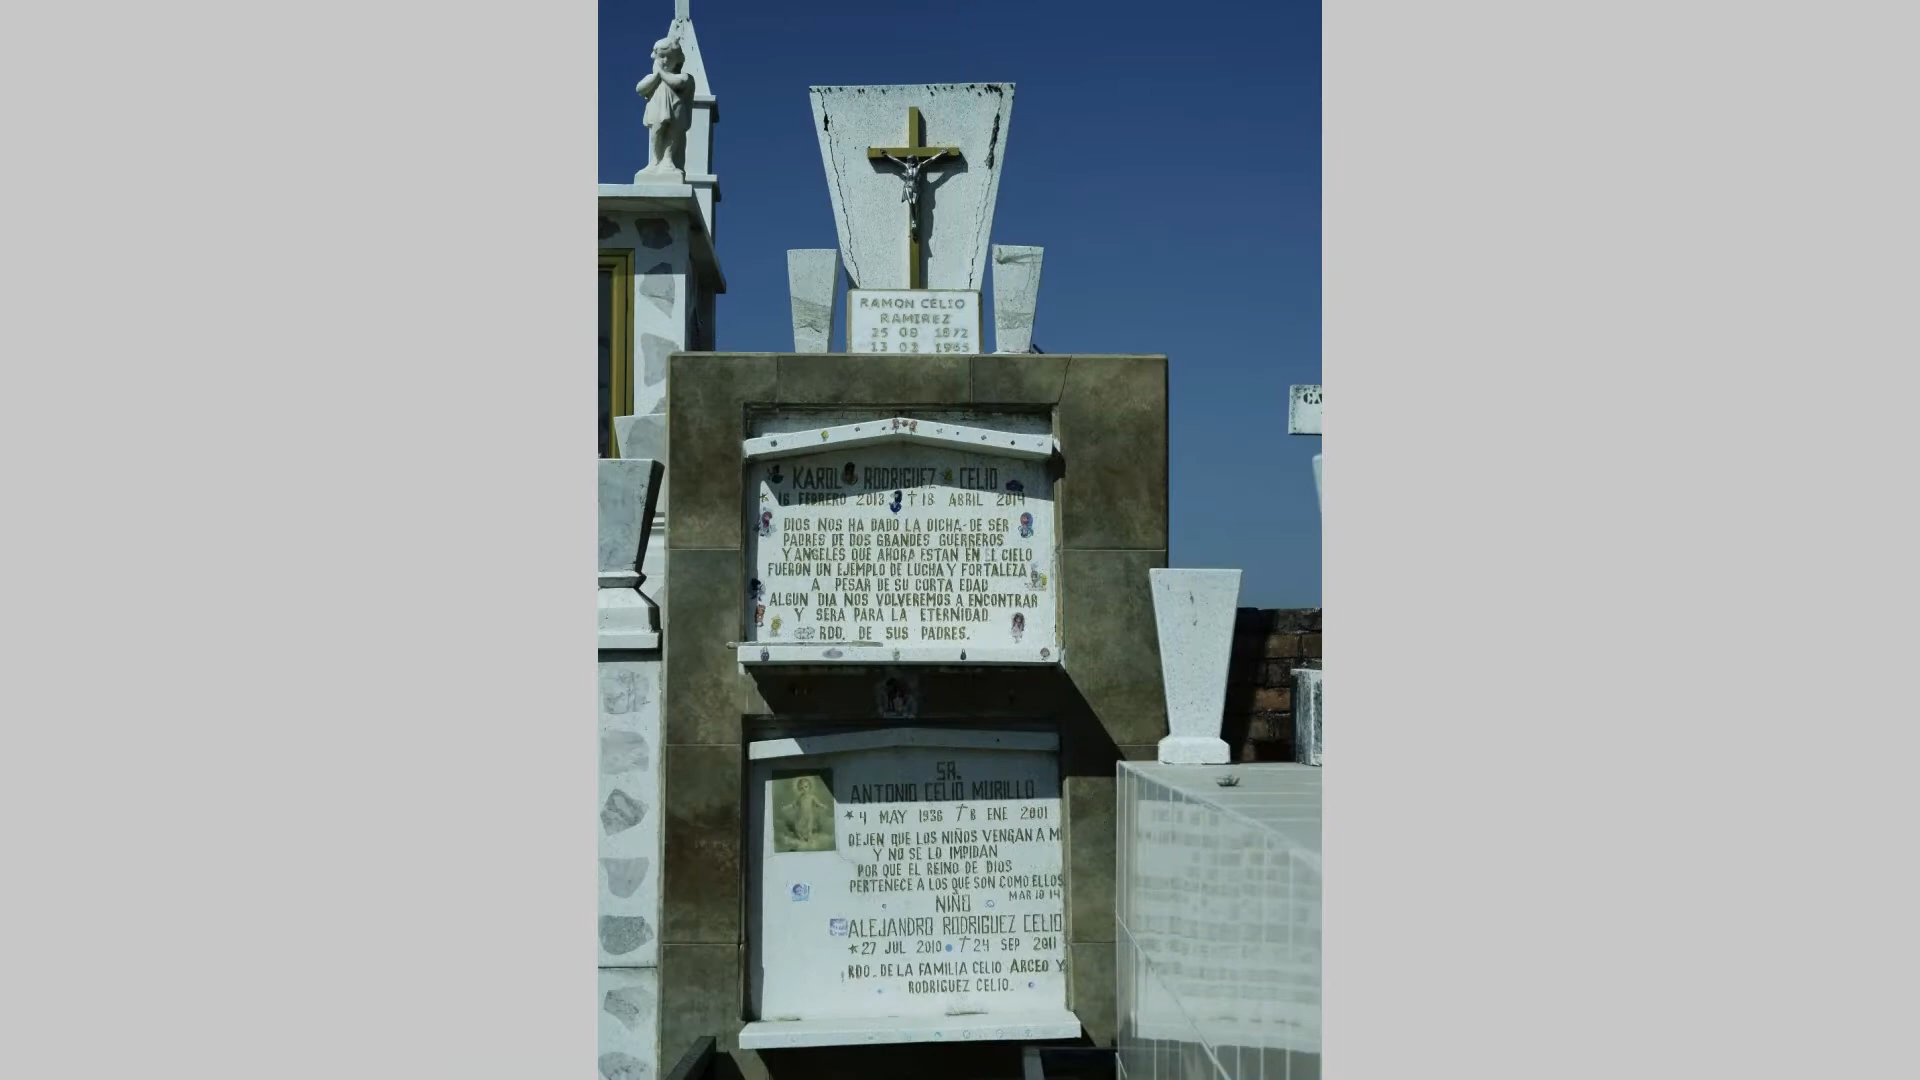 RAMON CELIO
RAMIREZ
25 08 1872
13 02 1965
KAROL RODRIGUEZ CELIO
16 FEBRERO 2013 † 18 ABRIL 2014
DIOS NOS HA DADO LA DICHA DE SER
PADRES DE DOS GRANDES GUERREROS
Y ANGELES QUE AHORA ESTAN EN EL CIELO
FUERON UN EJEMPLO DE LUCHA Y FORTALEZA
A PESAR DE SU CORTA EDAD
ALGUN DIA NOS VOLVEREMOS A ENCONTRAR
Y SERA PARA LA ETERNIDAD
RDO. DE SUS PADRES.
SR.
ANTONIO CELIO MURILLO
* 4 MAY 1936 † 8 ENE 2001
DEJEN QUE LOS NIÑOS VENGAN A MI
Y NO SE LO IMPIDAN
POR QUE EL REINO DE DIOS
PERTENECE A LOS QUE SON COMO ELLOS
MAR 10 14
NIÑO
ALEJANDRO RODRIGUEZ CELIO
* 27 JUL 2010 † 24 SEP 2011
RDO. DE LA FAMILIA CELIO ARCEO Y
RODRIGUEZ CELIO.
CA